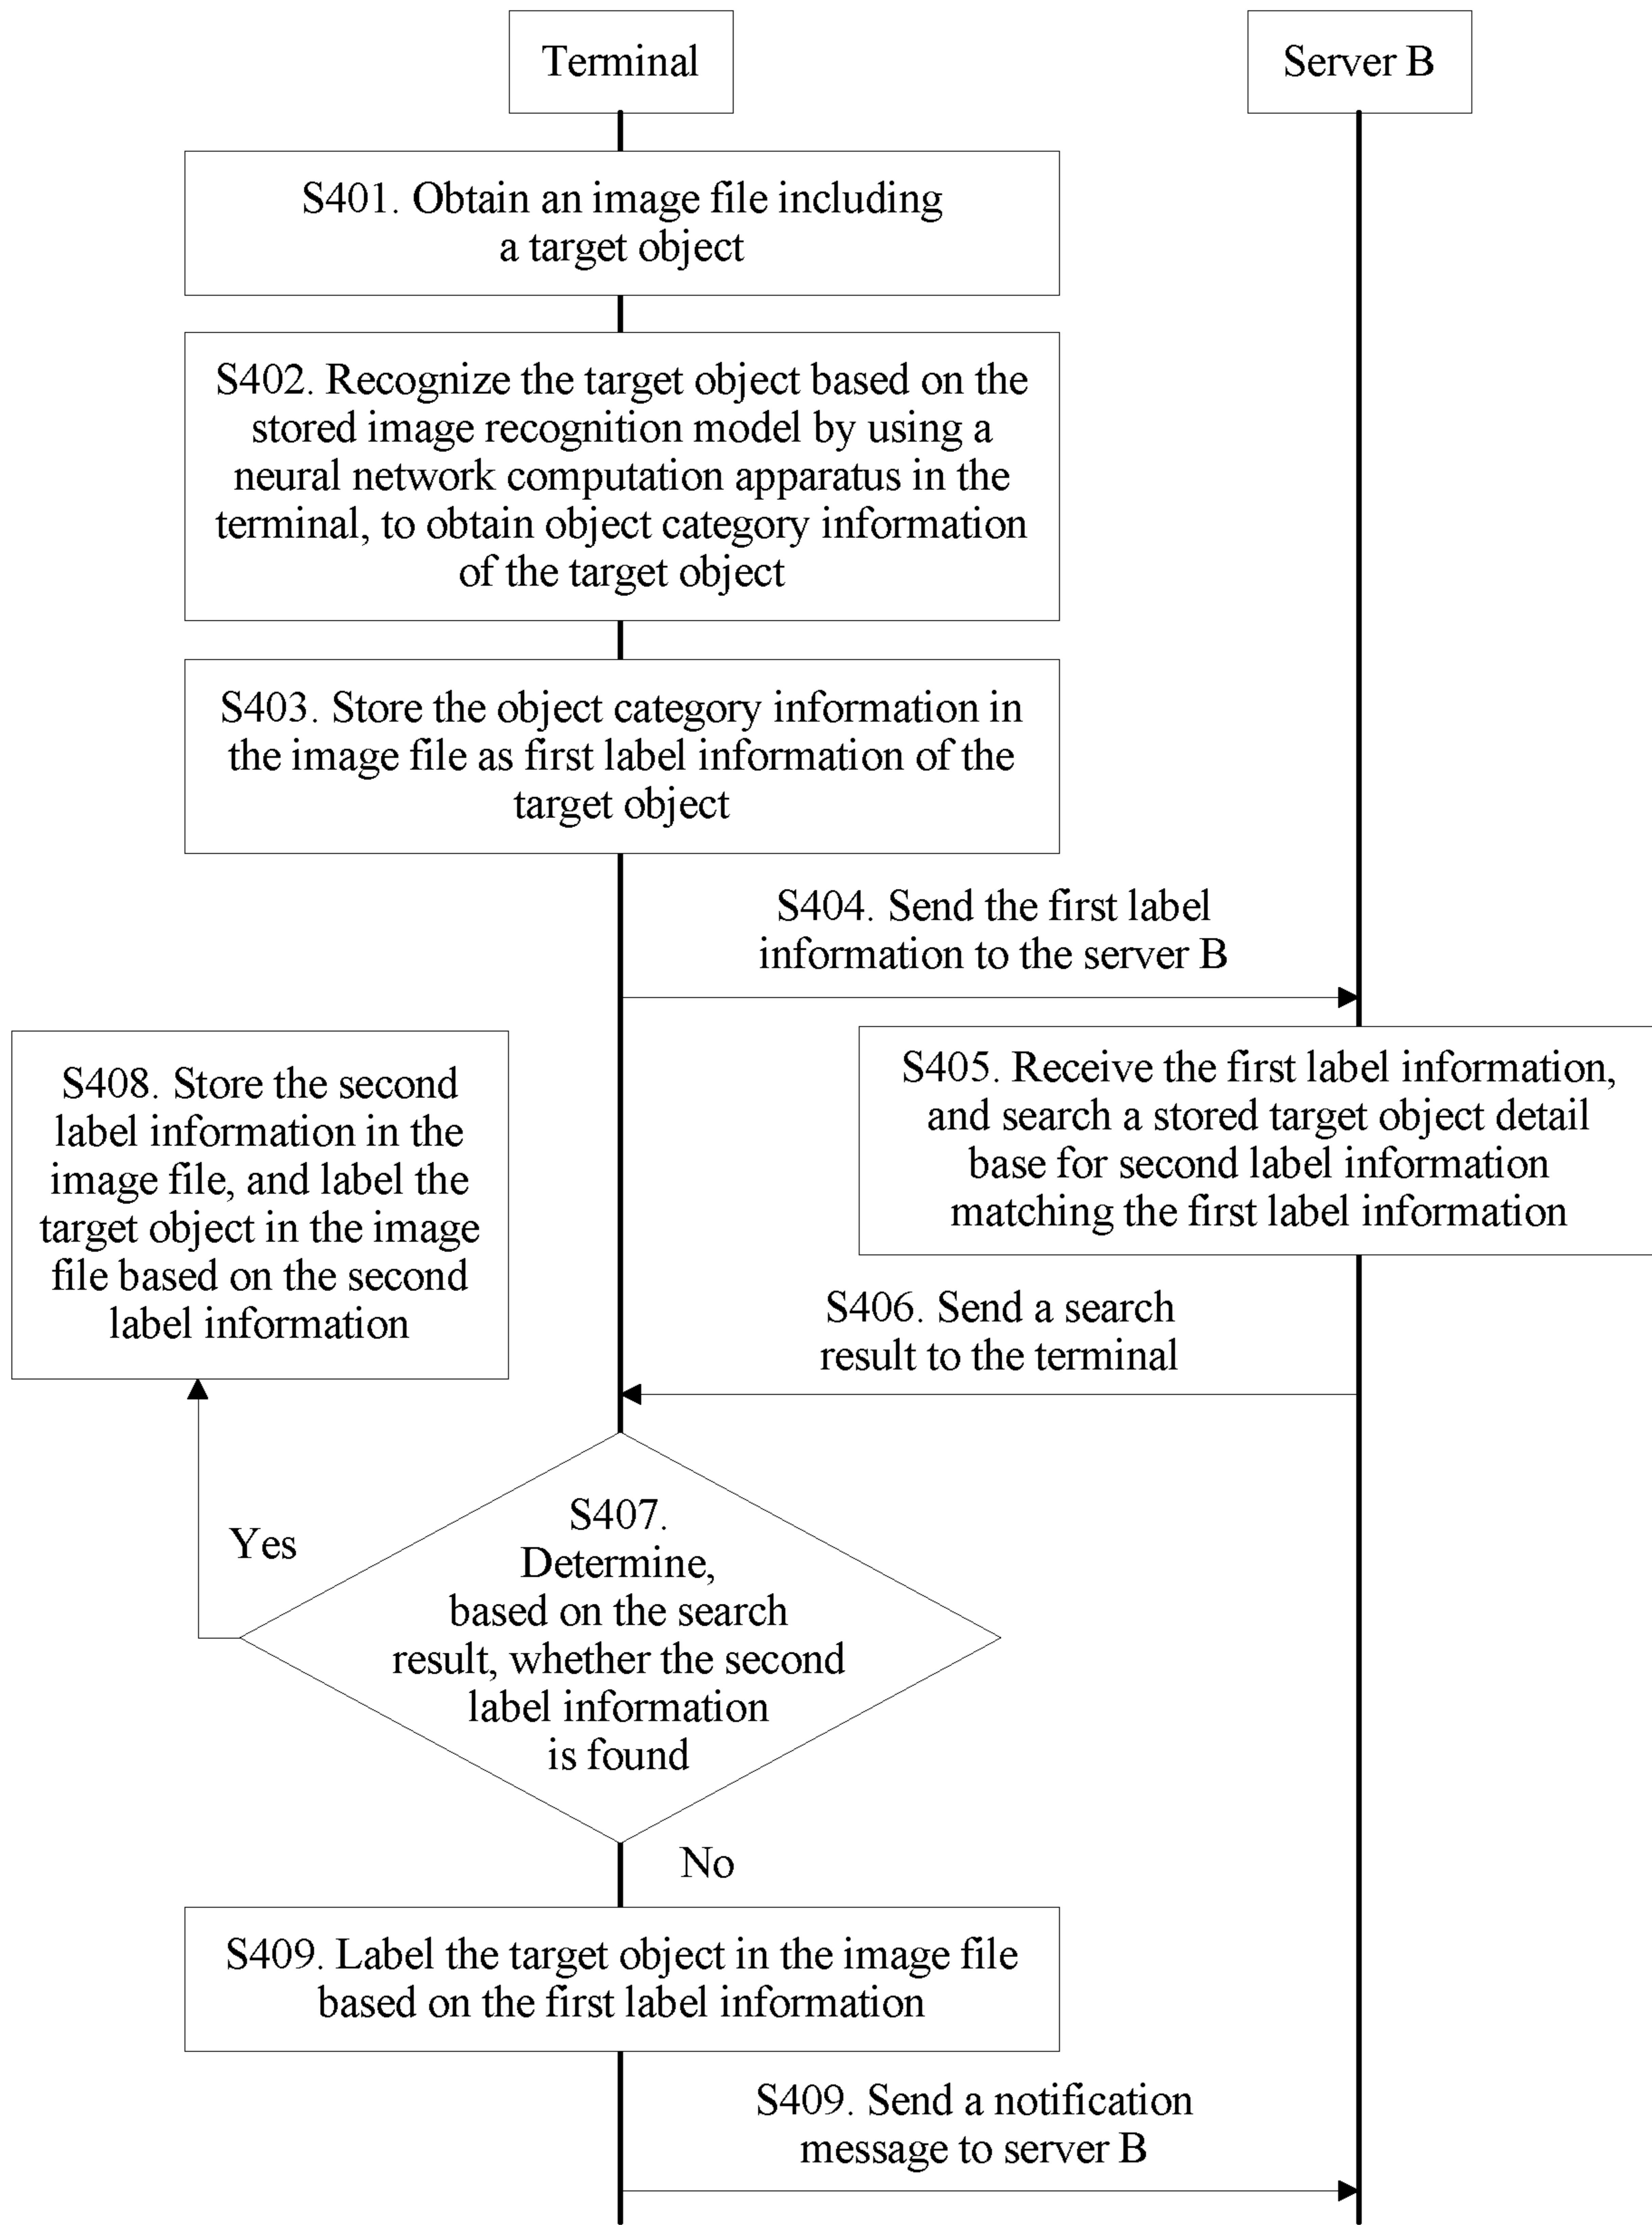 Terminal
Server B
S401. Obtain an image file including
a target object
S402. Recognize the target object based on the
stored image recognition model by using a
neural network computation apparatus in the
terminal, to obtain object category information
of the target object
S403. Store the object category information in
the image file as first label information of the
target object
S404. Send the first label
information to the server B
S405. Receive the first label information,
and search a stored target object detail
base for second label information
matching the first label information
S406. Send a search
result to the terminal
S407.
Determine,
based on the search
result, whether the second
label information
is found
Yes
S408. Store the second
label information in the
image file, and label the
target object in the image
file based on the second
label information
No
S409. Label the target object in the image file
based on the first label information
S409. Send a notification
message to server B